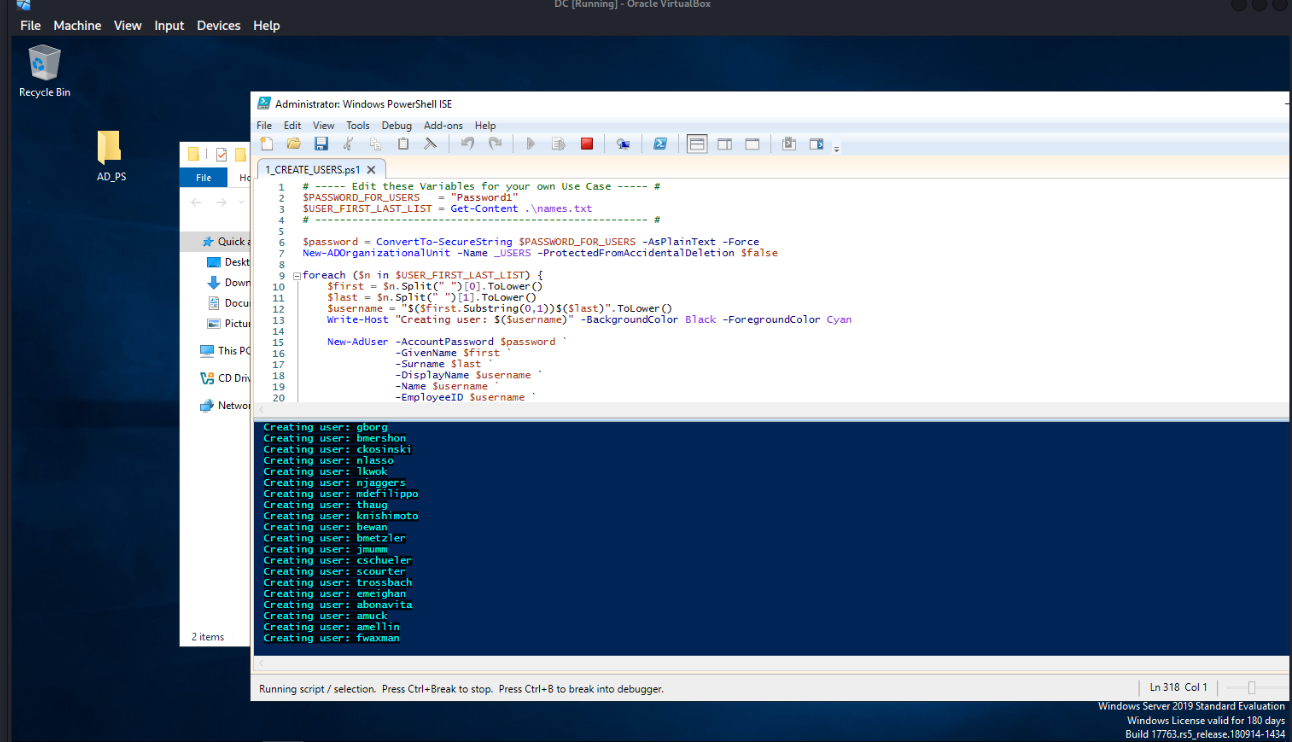 DC [Running] - Oracle VirtualBox
File Machine View Input Devices Help
Recycle Bin
AD_PS
File
Quick
Deskt
Down
Docu
Pictu
This PC
CD Driv
Networ
2 items
Administrator: Windows PowerShell ISE
File Edit View Tools Debug Add-ons Help
1_CREATE_USERS.ps1 X
1 # ----- Edit these Variables for your own Use Case ----- #
2 $PASSWORD_FOR_USERS = "Password1"
3 $USER_FIRST_LAST_LIST = Get-Content .\names.txt
4 # ------------------------------------------------------ #
5
6 $password = ConvertTo-SecureString $PASSWORD_FOR_USERS -AsPlainText -Force
7 New-ADOrganizationalUnit -Name _USERS -ProtectedFromAccidentalDeletion $false
8
9 foreach ($n in $USER_FIRST_LAST_LIST) {
10 $first = $n.Split(" ")[0].ToLower()
11 $last = $n.Split(" ")[1].ToLower()
12 $username = "$($first.Substring(0,1))$($last)".ToLower()
13 Write-Host "Creating user: $($username)" -BackgroundColor Black -ForegroundColor Cyan
14
15 New-AdUser -AccountPassword $password `
16 -GivenName $first `
17 -Surname $last `
18 -DisplayName $username `
19 -Name $username `
20 -EmployeeID $username `
Creating user: gborg
Creating user: bmershon
Creating user: ckosinski
Creating user: nlasso
Creating user: lkwok
Creating user: njaggers
Creating user: mdefilippo
Creating user: thaug
Creating user: knishimoto
Creating user: bewan
Creating user: bmetzler
Creating user: jmumm
Creating user: cschueler
Creating user: scourter
Creating user: trossbach
Creating user: emeighan
Creating user: abonavita
Creating user: amuck
Creating user: amellin
Creating user: fwaxman
Running script / selection. Press Ctrl+Break to stop. Press Ctrl+B to break into debugger.
Ln 318 Col 1
Windows Server 2019 Standard Evaluation
Windows License valid for 180 days
Build 17763.rs5_release.180914-1434